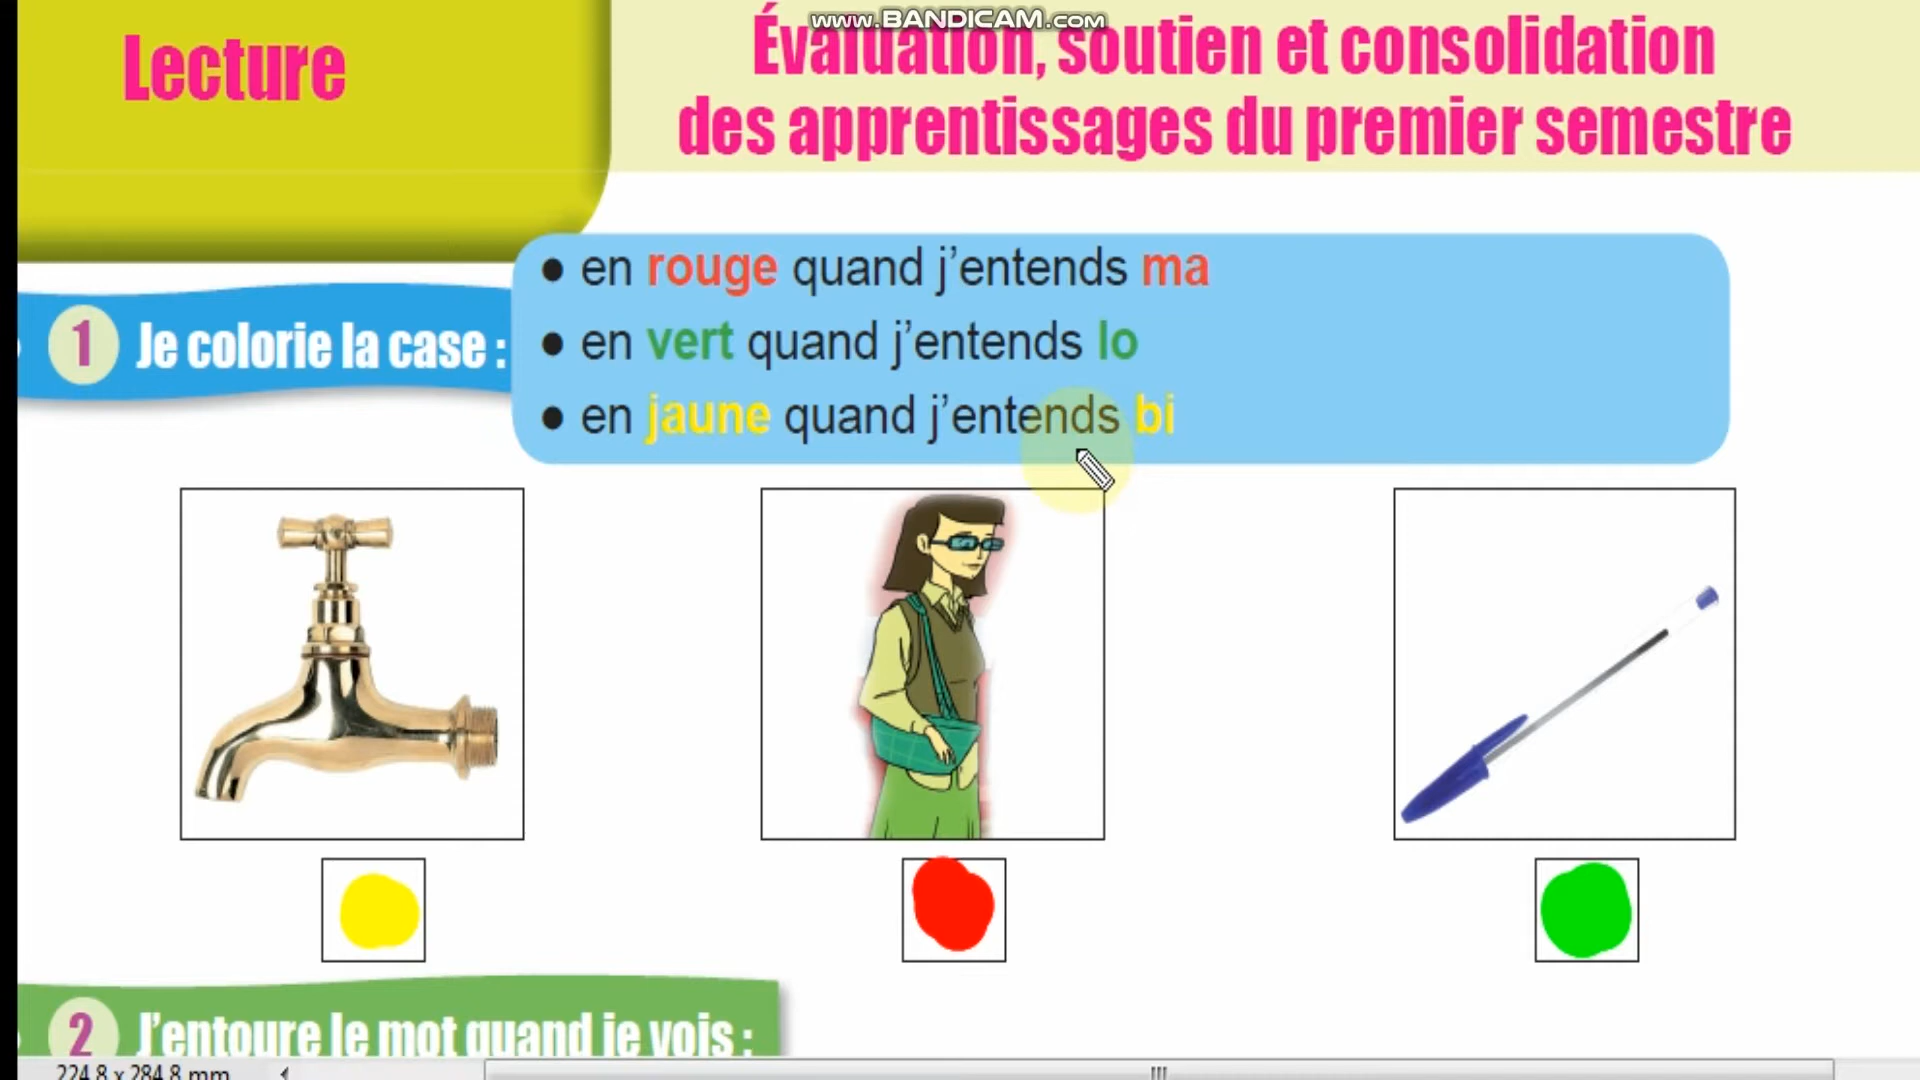 www.BANDICAM.com
Lecture
Évaluation, soutien et consolidation
des apprentissages du premier semestre
1 Je colorie la case :
● en rouge quand j'entends ma
● en vert quand j'entends lo
● en jaune quand j'entends bi
2 J'entoure le mot quand je vois :
224,8 x 284,8 mm